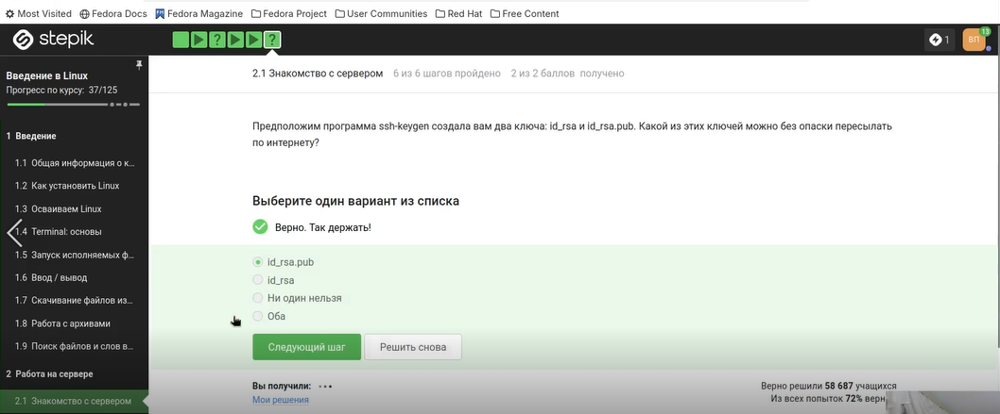 Most Visited Fedora Docs Fedora Magazine Fedora Project User Communities Red Hat Free Content
stepik ? ? 1 ВП 13
Введение в Linux
Прогресс по курсу: 37/125
1 Введение
1.1 Общая информация о к...
1.2 Как установить Linux
1.3 Осваиваем Linux
1.4 Terminal: основы
1.5 Запуск исполняемых ф...
1.6 Ввод / вывод
1.7 Скачивание файлов из...
1.8 Работа с архивами
1.9 Поиск файлов и слов в...
2 Работа на сервере
2.1 Знакомство с сервером
2.1 Знакомство с сервером 6 из 6 шагов пройдено 2 из 2 баллов получено
Предположим программа ssh-keygen создала вам два ключа: id_rsa и id_rsa.pub. Какой из этих ключей можно без опаски пересылать
по интернету?
Выберите один вариант из списка
Верно. Так держать!
id_rsa.pub
id_rsa
Ни один нельзя
Оба
Следующий шаг Решить снова
Вы получили:
Мои решения
Верно решили 58 687 учащихся
Из всех попыток 72%